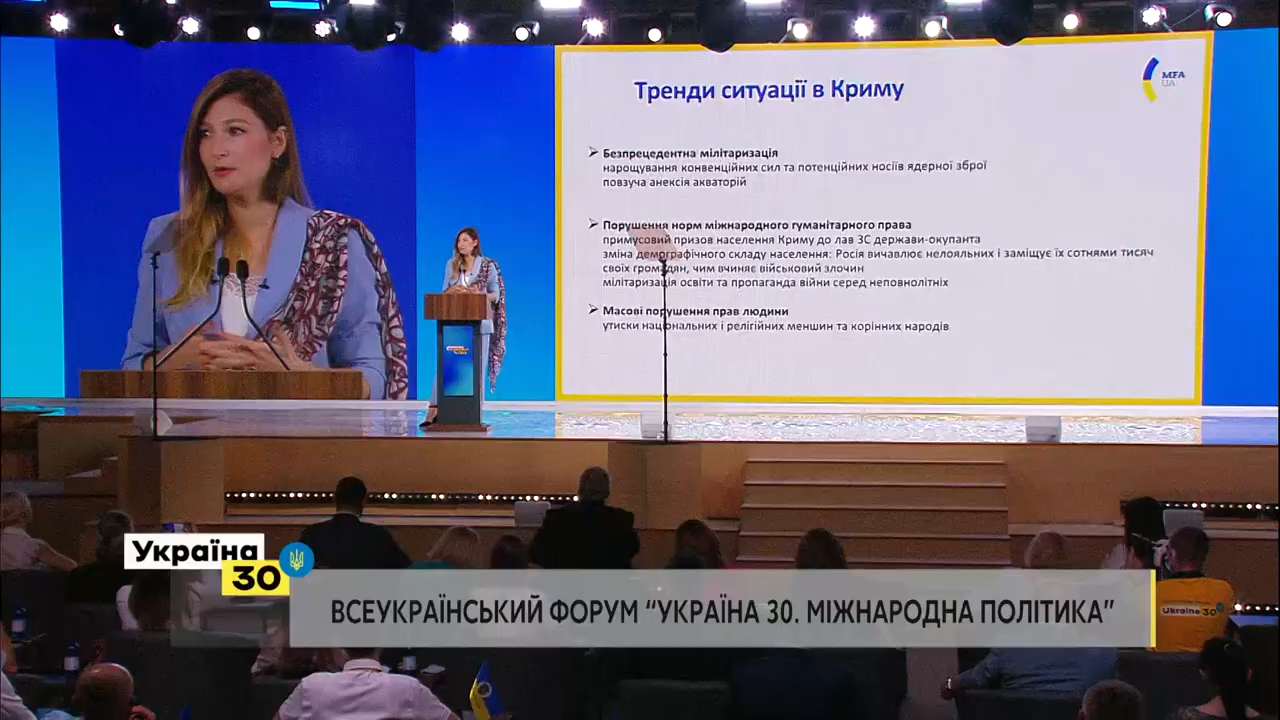 Тренди ситуації в Криму
MFA
UA
Безпрецедентна мілітаризація
нарощування конвенційних сил та потенційних носіїв ядерної зброї
повзуча анексія акваторій
Порушення норм міжнародного гуманітарного права
примусовий призов населення Криму до лав ЗС держави-окупанта
зміна демографічного складу населення: Росія вичавлює нелояльних і заміщує їх сотнями тисяч
своїх громадян, чим вчиняє військовий злочин
мілітаризація освіти та пропаганда війни серед неповнолітніх
Масові порушення прав людини
утиски національних і релігійних меншин та корінних народів
Україна
30
ВСЕУКРАЇНСЬКИЙ ФОРУМ “УКРАЇНА 30. МІЖНАРОДНА ПОЛІТИКА”
Ukraine 30